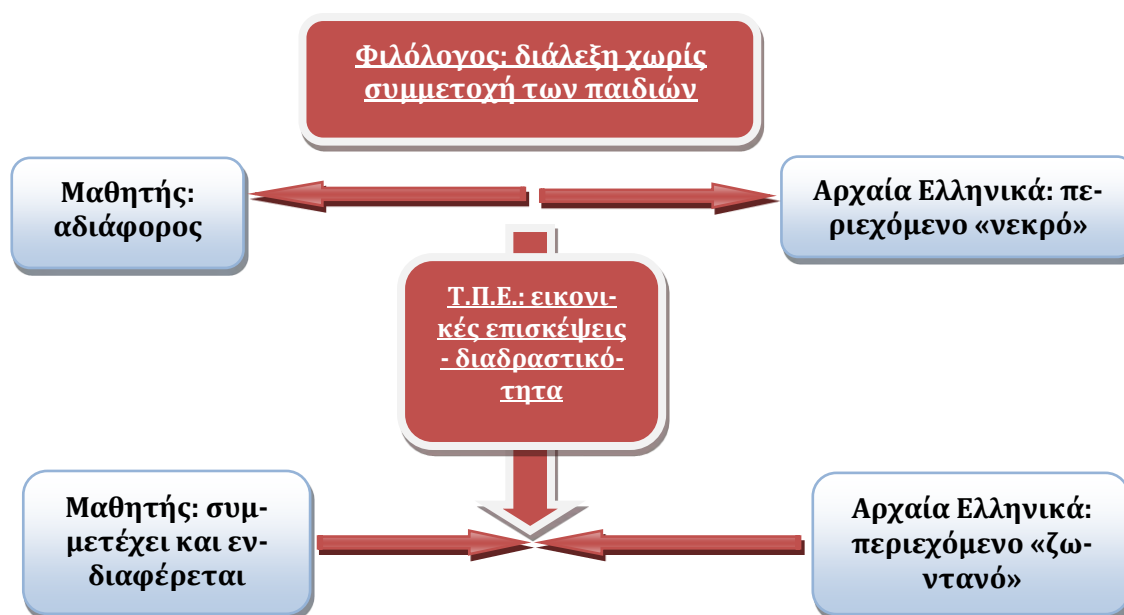 Φιλόλογος: διάλεξη χωρίς
συμμετοχή των παιδιών
Μαθητής:
αδιάφορος
Αρχαία Ελληνικά: πε-
ριεχόμενο «νεκρό»
Τ.Π.Ε.: εικονι-
κές επισκέψεις
- διαδραστικό-
τητα
Μαθητής: συμ-
μετέχει και εν-
διαφέρεται
Αρχαία Ελληνικά:
περιεχόμενο «ζω-
ντανό»